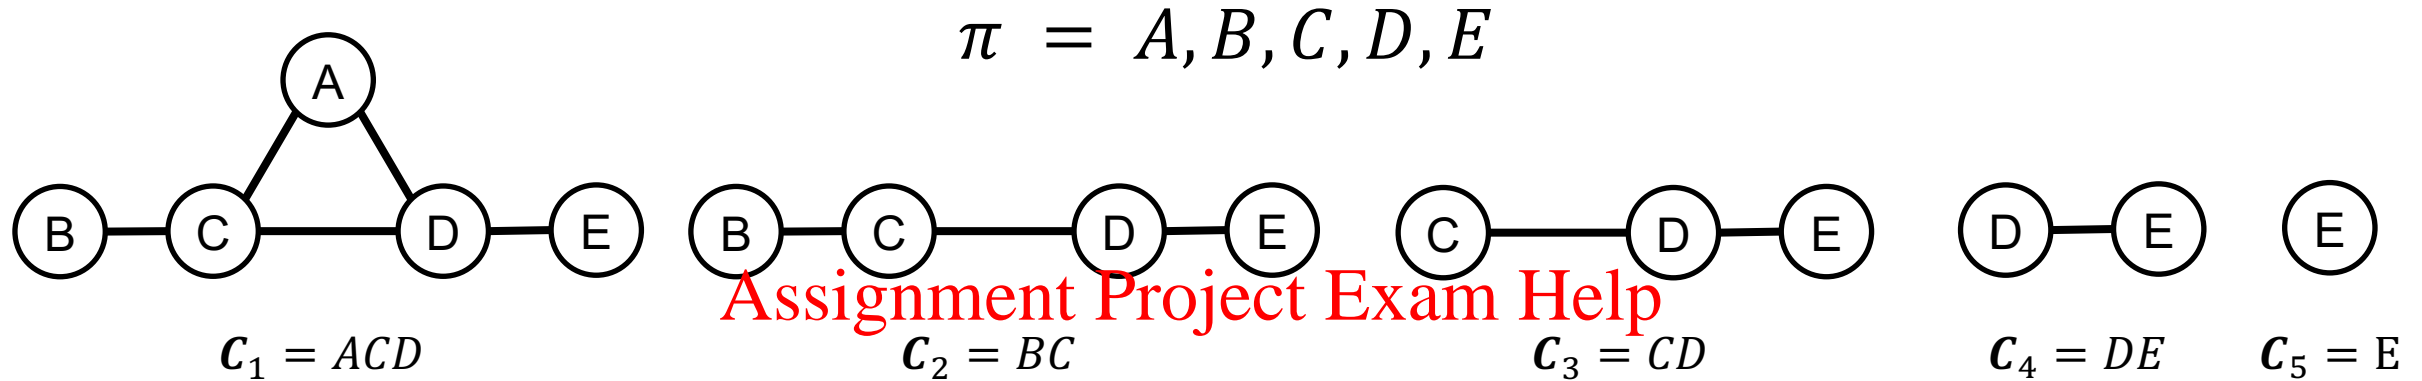 π = A, B, C, D, E
A
B C D E
B C D E
C D E
D E
E
Assignment Project Exam Help
C₁ = ACD
C₂ = BC
C₃ = CD
C₄ = DE
C₅ = E